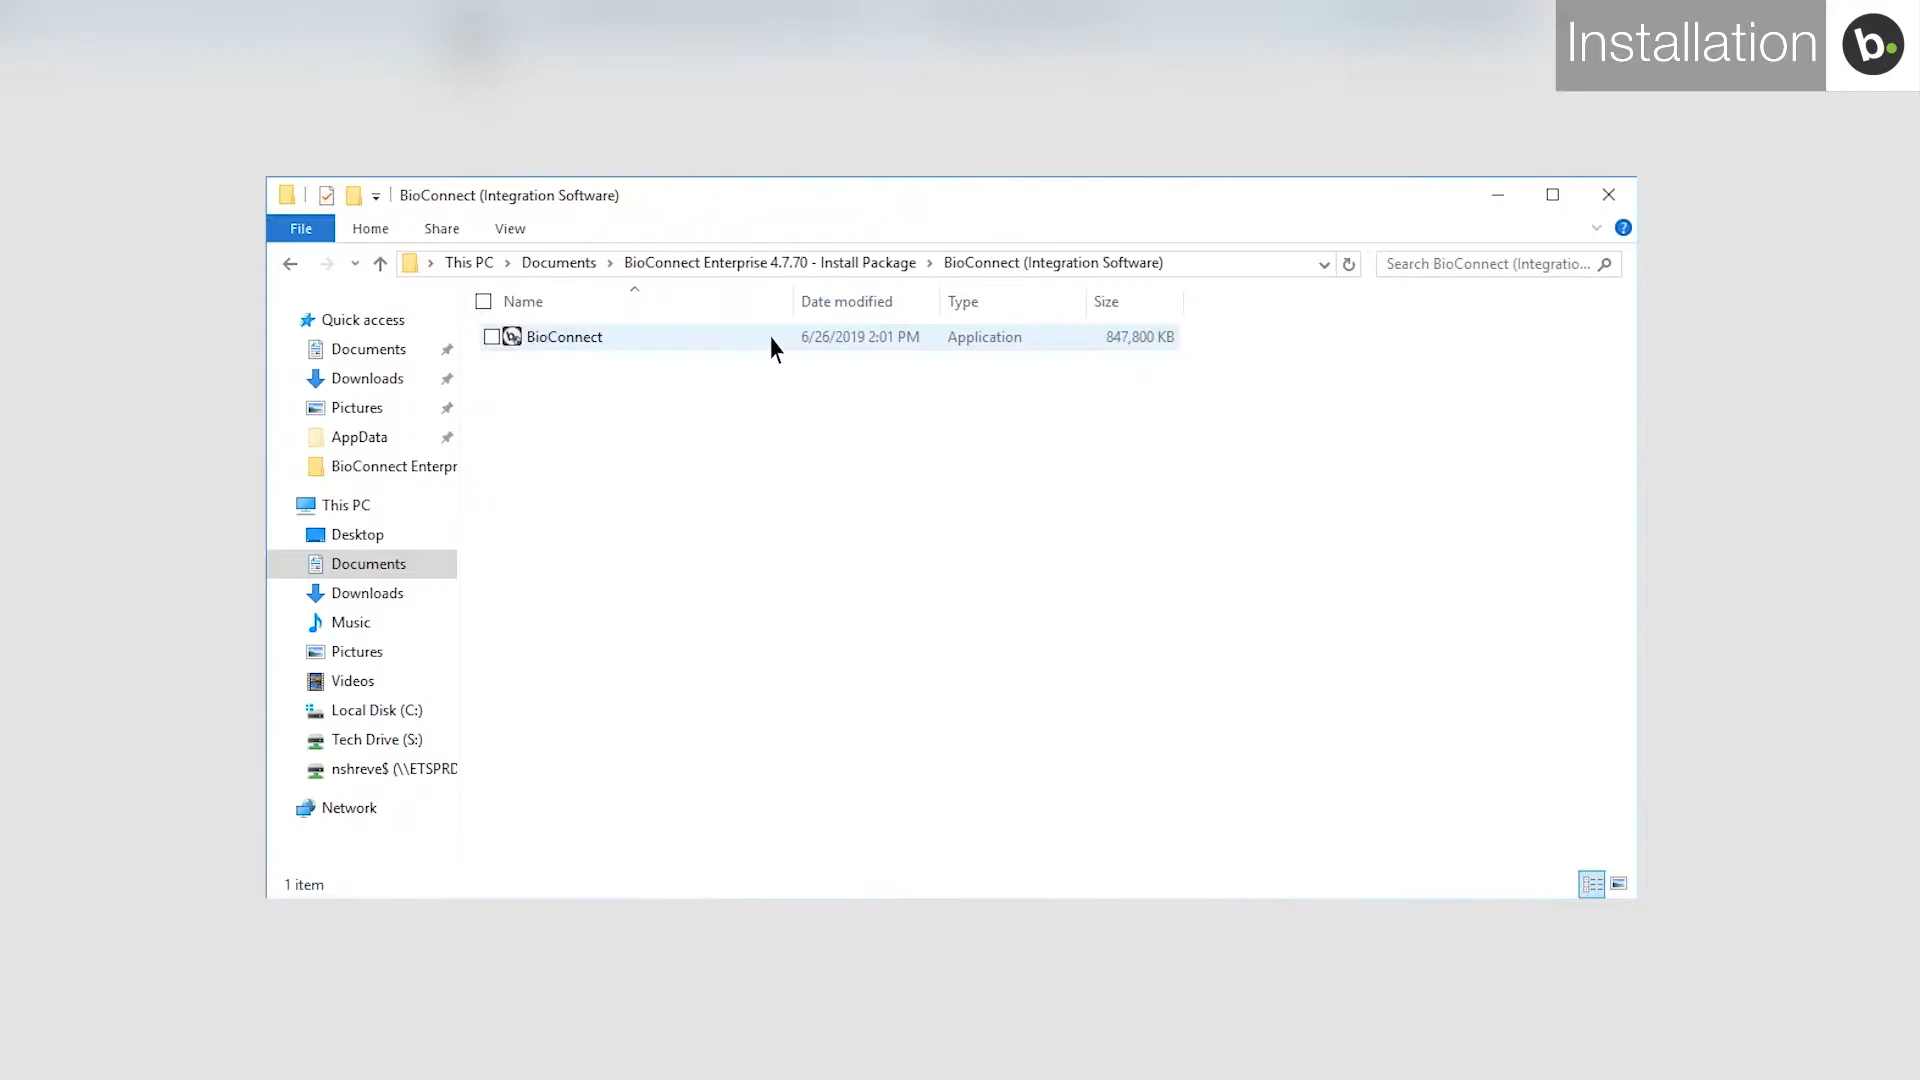 Installation
b.
BioConnect (Integration Software)
File Home Share View
This PC > Documents > BioConnect Enterprise 4.7.70 - Install Package > BioConnect (Integration Software)
Search BioConnect (Integratio...
Name Date modified Type Size
BioConnect 6/26/2019 2:01 PM Application 847,800 KB
Quick access
Documents
Downloads
Pictures
AppData
BioConnect Enterpr
This PC
Desktop
Documents
Downloads
Music
Pictures
Videos
Local Disk (C:)
Tech Drive (S:)
nshreve$ (\\ETSPRD
Network
1 item